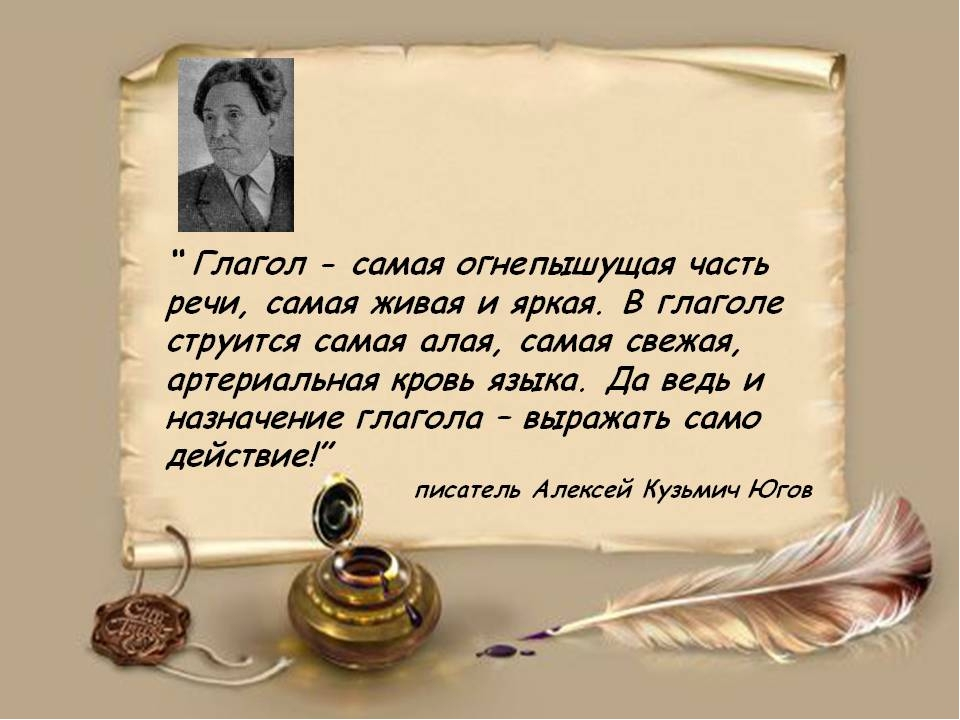 “ Глагол - самая огнепышущая часть
речи, самая живая и яркая. В глаголе
струится самая алая, самая свежая,
артериальная кровь языка. Да ведь и
назначение глагола – выражать само
действие!”
писатель Алексей Кузьмич Югов